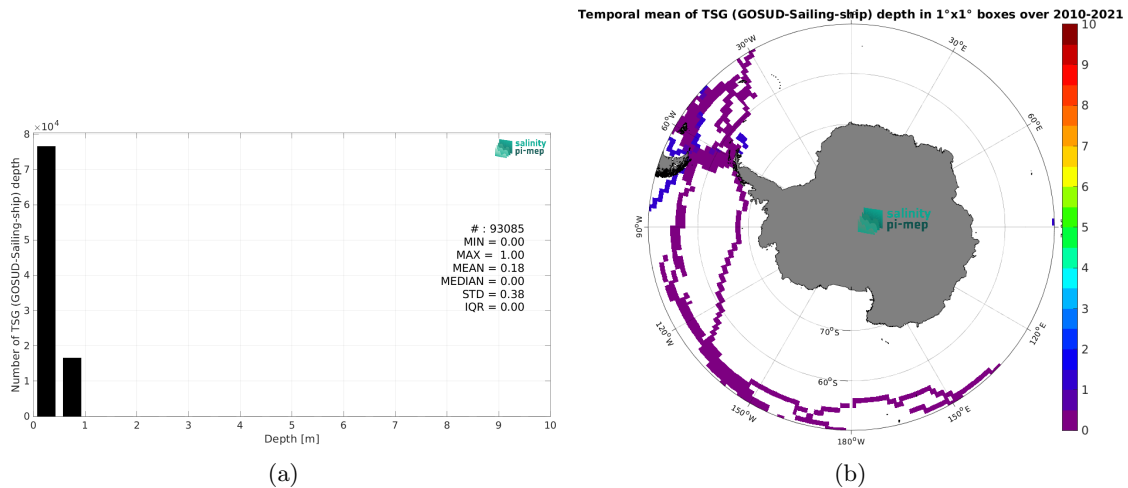 ×10⁴
8
7
6
5
4
3
2
1
0
Number of TSG (GOSUD-Sailing-ship) depth
salinity
pi-mep
# : 93085
MIN = 0.00
MAX = 1.00
MEAN = 0.18
MEDIAN = 0.00
STD = 0.38
IQR = 0.00
0 1 2 3 4 5 6 7 8 9 10
Depth [m]
(a)
Temporal mean of TSG (GOSUD-Sailing-ship) depth in 1°x1° boxes over 2010-2021
30°W
30°E
60°W
60°E
90°W
salinity
pi-mep
120°W
120°E
70°S
60°S
150°W
150°E
180°W
10
9
8
7
6
5
4
3
2
1
0
(b)